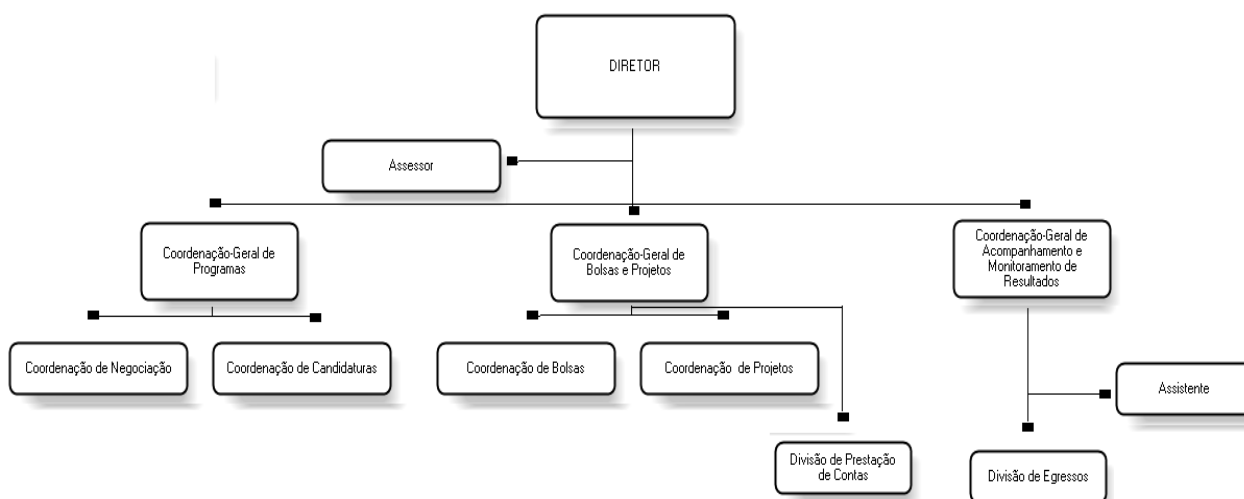 DIRETOR
Assessor
Coordenação-Geral de
Programas
Coordenação-Geral de
Bolsas e Projetos
Coordenação-Geral de
Acompanhamento e
Monitoramento de
Resultados
Coordenação de Negociação
Coordenação de Candidaturas
Coordenação de Bolsas
Coordenação de Projetos
Assistente
Divisão de Prestação
de Contas
Divisão de Egressos